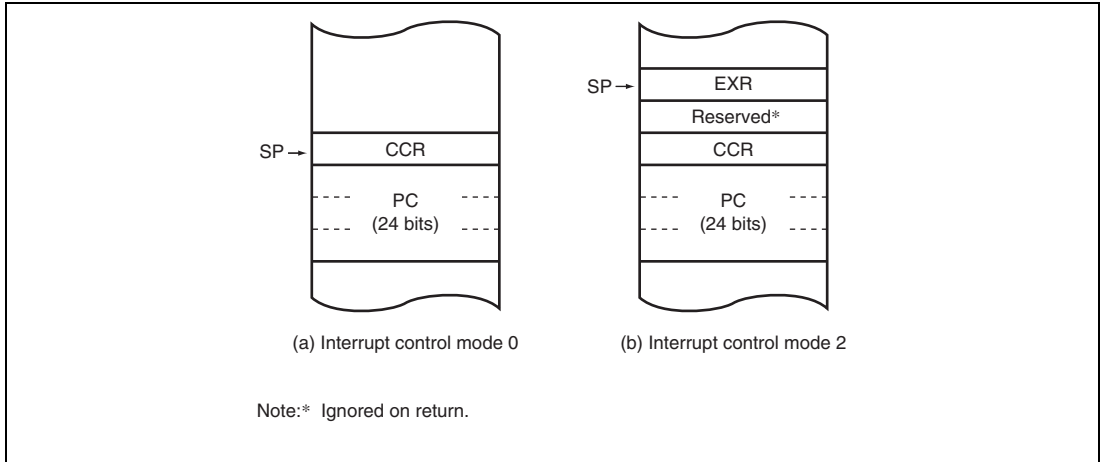 SP
CCR
PC
(24 bits)
(a) Interrupt control mode 0
SP
EXR
Reserved*
CCR
PC
(24 bits)
(b) Interrupt control mode 2
Note:* Ignored on return.